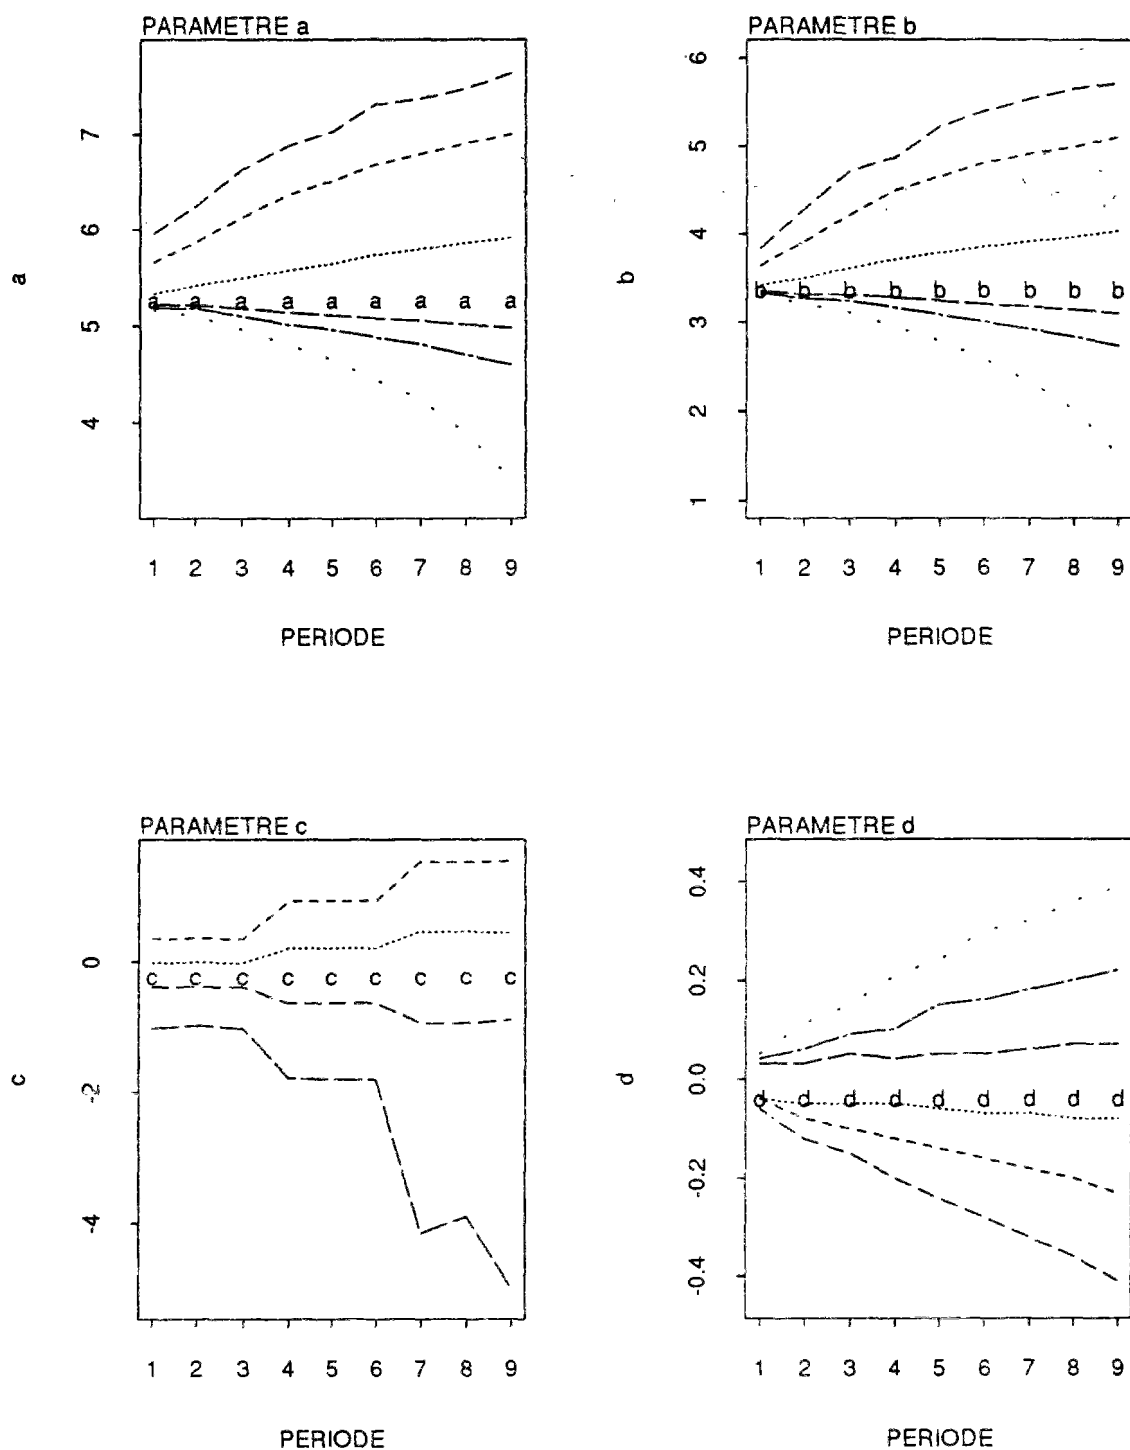 PARAMETRE a
7
6
5
4
a
a a a a a a a a a
1 2 3 4 5 6 7 8 9
PERIODE
PARAMETRE b
6
5
4
3
2
1
b
b b b b b b b b b
1 2 3 4 5 6 7 8 9
PERIODE
PARAMETRE c
0
-2
-4
c
c c c c c c c c c
1 2 3 4 5 6 7 8 9
PERIODE
PARAMETRE d
0.4
0.2
0.0
-0.2
-0.4
d
d d d d d d d d d
1 2 3 4 5 6 7 8 9
PERIODE